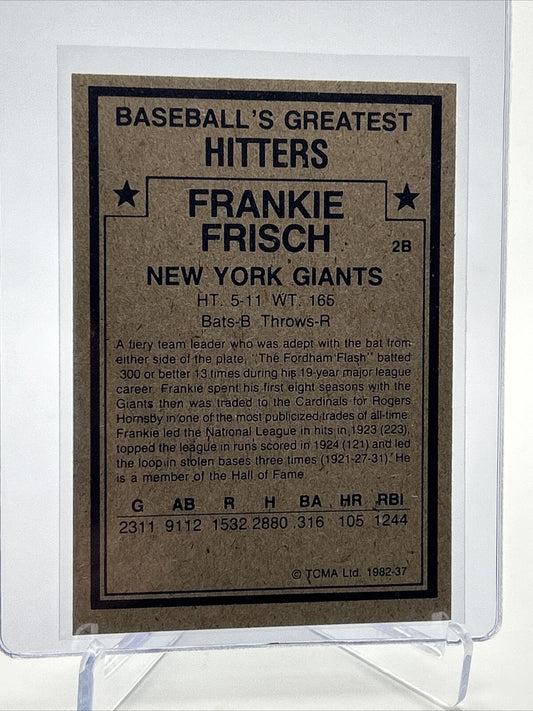 BASEBALL'S GREATEST
HITTERS
FRANKIE
FRISCH
2B
NEW YORK GIANTS
HT. 5-11 WT. 165
Bats-B Throws-R
A fiery team leader who was adept with the bat from
either side of the plate, "The Fordham Flash" batted
.300 or better 13 times during his 19-year major league
career. Frankie spent his first eight seasons with the
Giants then was traded to the Cardinals for Rogers
Hornsby in one of the most publicized trades of all-time.
Frankie led the National League in hits in 1923 (223),
topped the league in runs scored in 1924 (121) and led
the loop in stolen bases three times (1921-27-31). He
is a member of the Hall of Fame.
G AB R H BA HR RBI
2311 9112 1532 2880 .316 105 1244
© TCMA Ltd. 1982-37